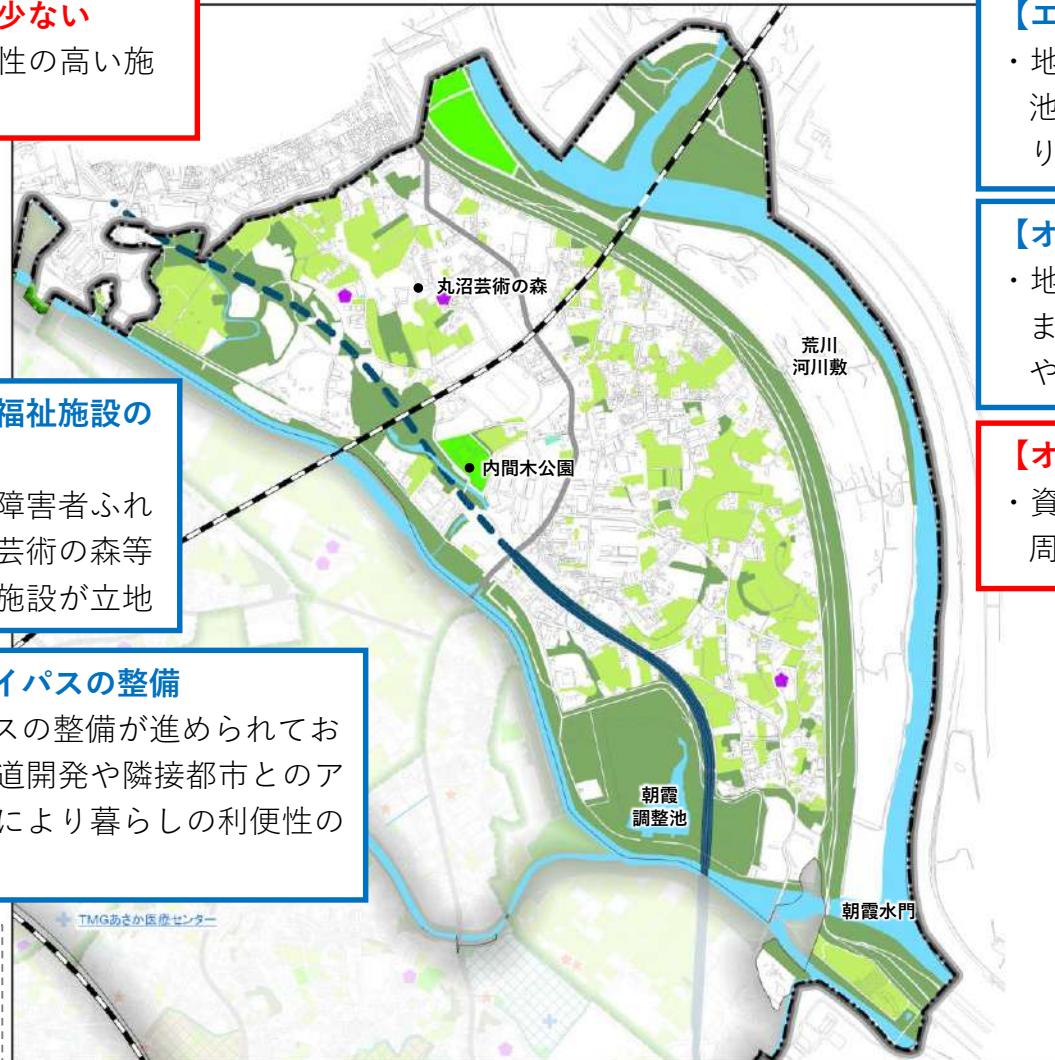 少ない
性の高い施
福祉施設の
障害者ふれ
芸術の森等
施設が立地
イパスの整備
スの整備が進められてお
道開発や隣接都市とのア
により暮らしの利便性の
丸沼芸術の森
内間木公園
荒川
河川敷
朝霞
調整池
朝霞水門
TMGあさか医療センター
【エ
・地
池
り
【オ
・地
ま
や
【オ
・資
周